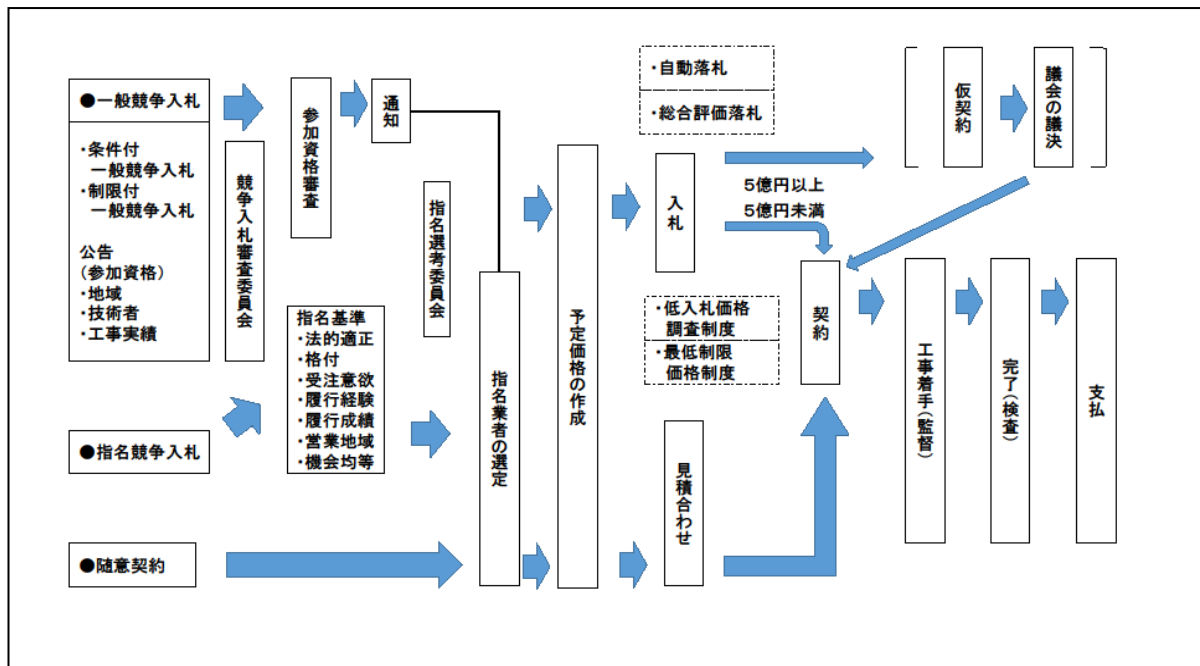 ●一般競争入札
・条件付
一般競争入札
・制限付
一般競争入札
公告
(参加資格)
・地域
・技術者
・工事実績
競争入札審査委員会
参加資格審査
通知
●指名競争入札
指名基準
・法的適正
・格付
・受注意欲
・履行経験
・履行成績
・営業地域
・機会均等
指名選考委員会
指名業者の選定
●随意契約
予定価格の作成
・自動落札
・総合評価落札
入札
5億円以上
5億円未満
仮契約
議会の議決
・低入札価格
調査制度
・最低制限
価格制度
見積合わせ
契約
工事着手(監督)
完了(検査)
支払